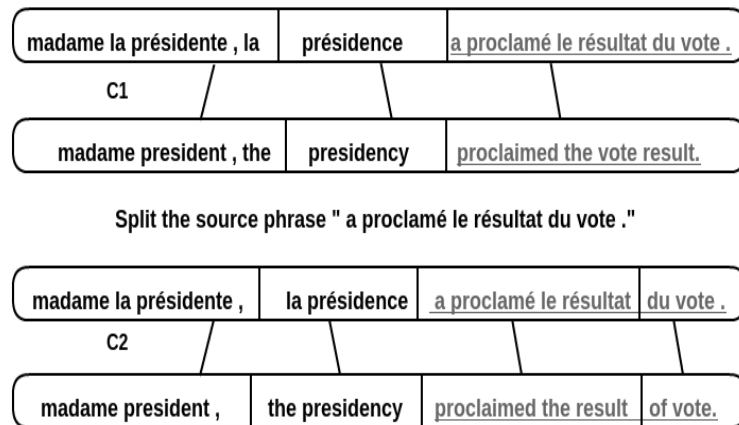 madame la présidente , la présidence a proclamé le résultat du vote .
C1
madame president , the presidency proclaimed the vote result.
Split the source phrase " a proclamé le résultat du vote ."
madame la présidente , la présidence a proclamé le résultat du vote .
C2
madame president , the presidency proclaimed the result of vote.